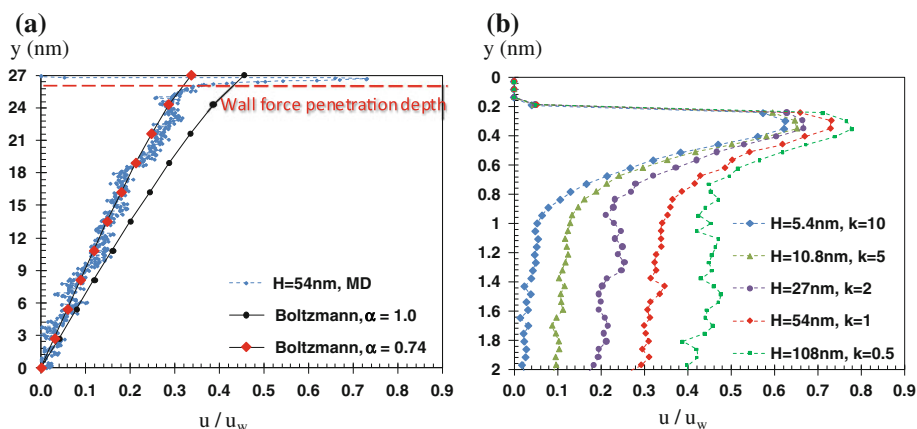 (a)
y (nm)
27
24
21
18
15
12
9
6
3
0
0.0 0.1 0.2 0.3 0.4 0.5 0.6 0.7 0.8 0.9
u / u_w
Wall force penetration depth
H=54nm, MD
Boltzmann, α = 1.0
Boltzmann, α = 0.74
(b)
y (nm)
0
0.2
0.4
0.6
0.8
1
1.2
1.4
1.6
1.8
2
0.0 0.1 0.2 0.3 0.4 0.5 0.6 0.7 0.8 0.9
u / u_w
H=5.4nm, k=10
H=10.8nm, k=5
H=27nm, k=2
H=54nm, k=1
H=108nm, k=0.5